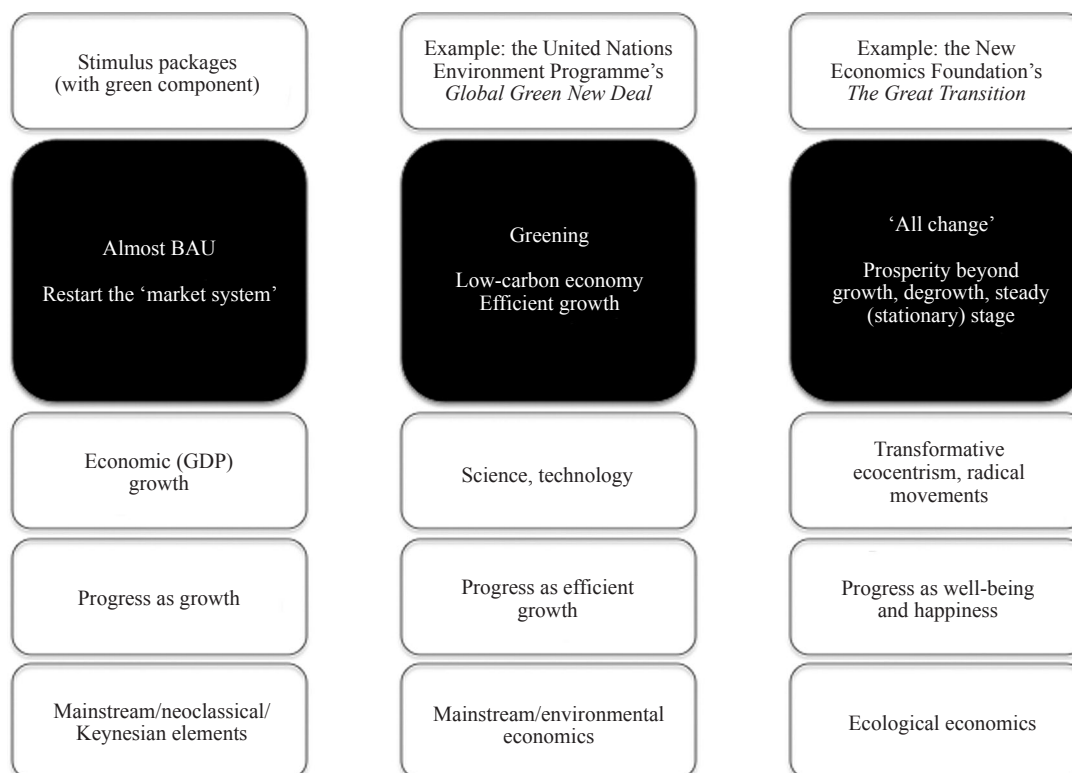 Stimulus packages
(with green component)
Example: the United Nations
Environment Programme’s
Global Green New Deal
Example: the New
Economics Foundation’s
The Great Transition
Almost BAU
Restart the ‘market system’
Greening
Low-carbon economy
Efficient growth
‘All change’
Prosperity beyond
growth, degrowth, steady
(stationary) stage
Economic (GDP)
growth
Science, technology
Transformative
ecocentrism, radical
movements
Progress as growth
Progress as efficient
growth
Progress as well-being
and happiness
Mainstream/neoclassical/
Keynesian elements
Mainstream/environmental
economics
Ecological economics